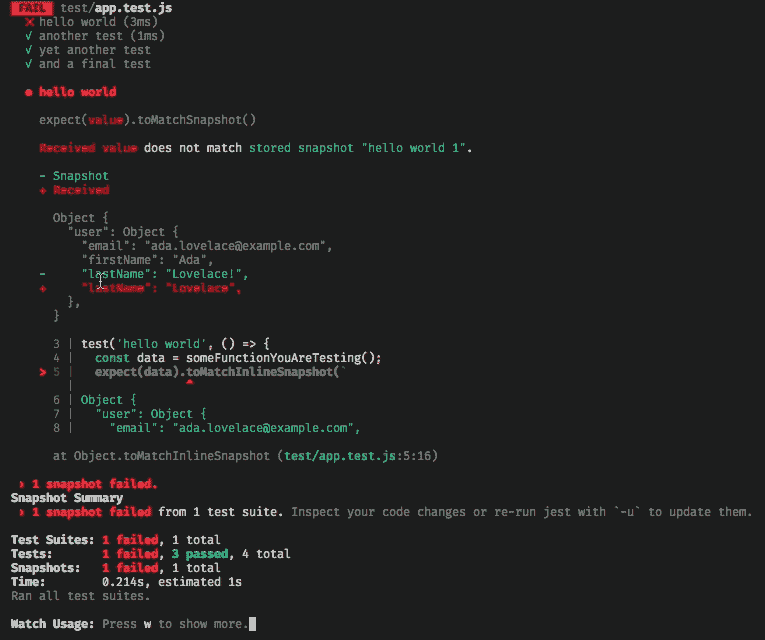 FAIL test/app.test.js
✕ hello world (3ms)
✓ another test (1ms)
✓ yet another test
✓ and a final test
● hello world
expect(value).toMatchSnapshot()
Received value does not match stored snapshot "hello world 1".
- Snapshot
+ Received
Object {
"user": Object {
"email": "ada.lovelace@example.com",
"firstName": "Ada",
- "lastName": "Lovelace!",
+ "lastName": "Lovelace",
},
}
3 | test('hello world', () => {
4 | const data = someFunctionYouAreTesting();
> 5 | expect(data).toMatchInlineSnapshot(`
|
6 | Object {
7 | "user": Object {
8 | "email": "ada.lovelace@example.com",
at Object.toMatchInlineSnapshot (test/app.test.js:5:16)
› 1 snapshot failed.
Snapshot Summary
› 1 snapshot failed from 1 test suite. Inspect your code changes or re-run jest with `-u` to update them.
Test Suites: 1 failed, 1 total
Tests: 1 failed, 3 passed, 4 total
Snapshots: 1 failed, 1 total
Time: 0.214s, estimated 1s
Ran all test suites.
Watch Usage: Press w to show more.